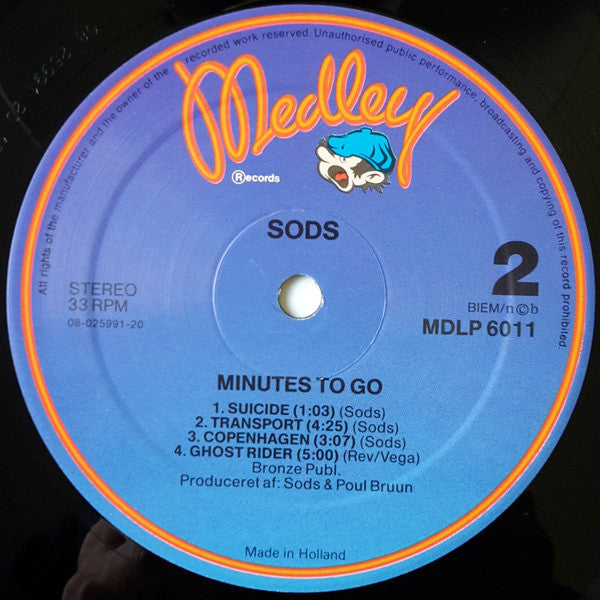 All rights of the manufacturer and the owner of the recorded work reserved. Unauthorised public performance, broadcasting and copying of this record prohibited.
Medley
Ⓡecords
SODS
STEREO
33 RPM
08-025991-20
2
BIEM/n©b
MDLP 6011
MINUTES TO GO
1. SUICIDE (1:03) (Sods)
2. TRANSPORT (4:25) (Sods)
3. COPENHAGEN (3:07) (Sods)
4. GHOST RIDER (5:00) (Rev/Vega)
Bronze Publ.
Produceret af: Sods & Poul Bruun
Made in Holland